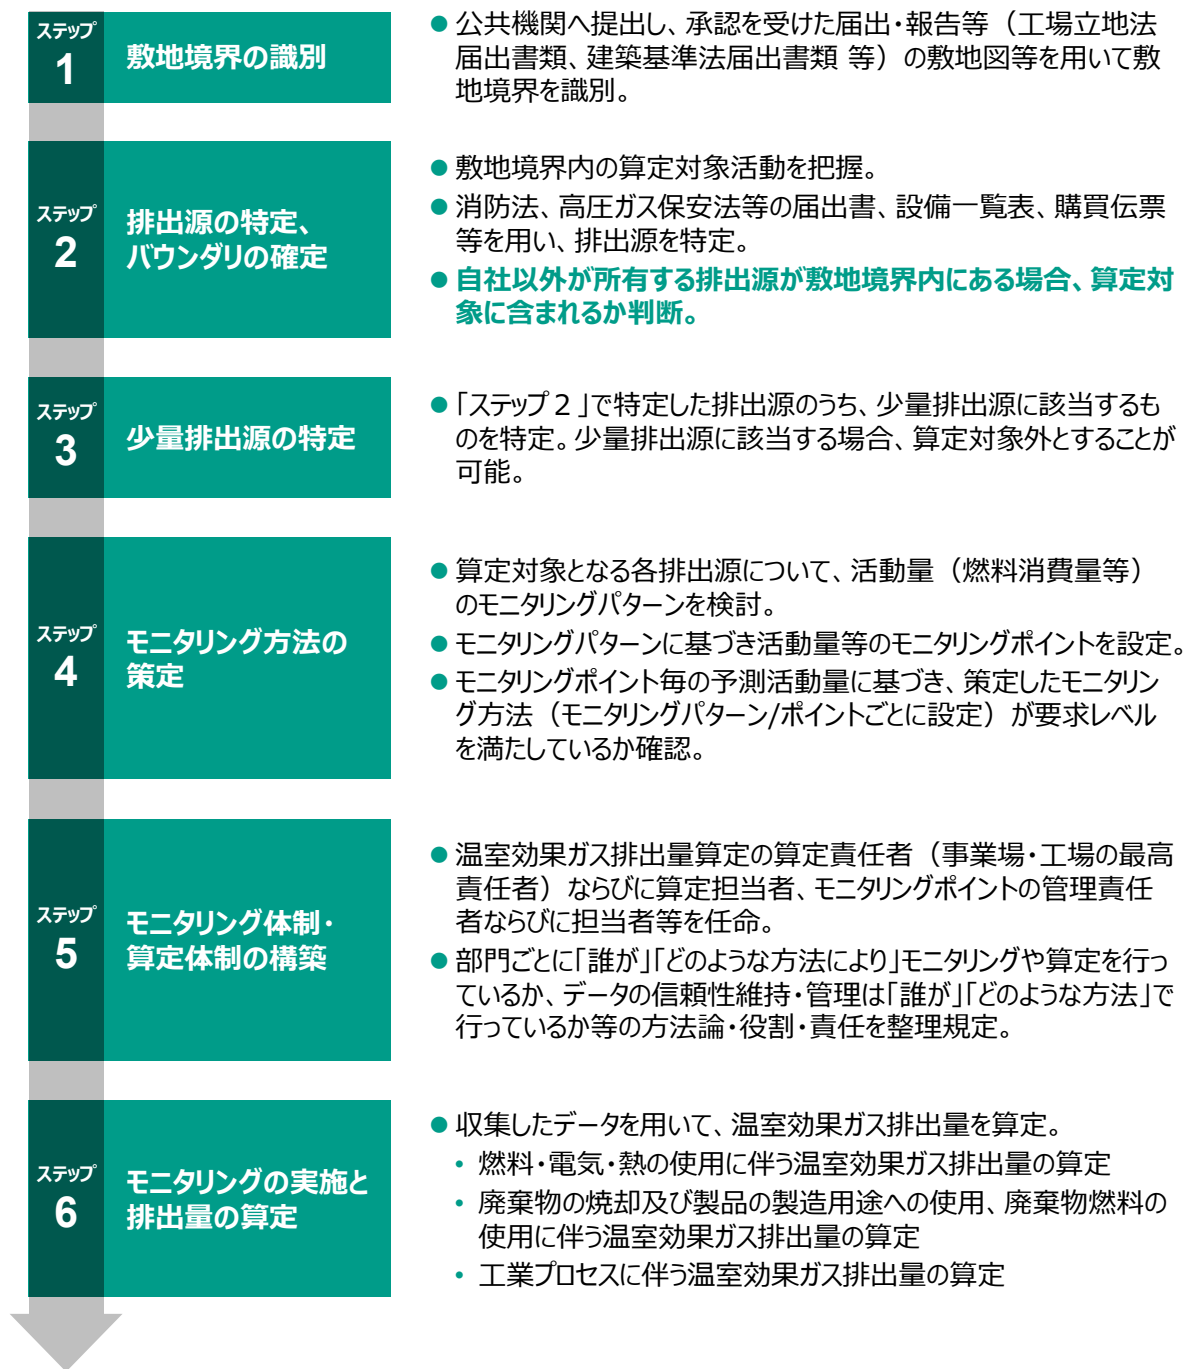 ステップ
1
敷地境界の識別
●公共機関へ提出し、承認を受けた届出・報告等（工場立地法
届出書類、建築基準法届出書類 等）の敷地図等を用いて敷
地境界を識別。
ステップ
2
排出源の特定、
バウンダリの確定
●敷地境界内の算定対象活動を把握。
●消防法、高圧ガス保安法等の届出書、設備一覧表、購買伝票
等を用い、排出源を特定。
●自社以外が所有する排出源が敷地境界内にある場合、算定対
象に含まれるか判断。
ステップ
3
少量排出源の特定
●「ステップ２」で特定した排出源のうち、少量排出源に該当するも
のを特定。少量排出源に該当する場合、算定対象外とすることが
可能。
ステップ
4
モニタリング方法の
策定
●算定対象となる各排出源について、活動量（燃料消費量等）
のモニタリングパターンを検討。
●モニタリングパターンに基づき活動量等のモニタリングポイントを設定。
●モニタリングポイント毎の予測活動量に基づき、策定したモニタリン
グ方法（モニタリングパターン/ポイントごとに設定）が要求レベル
を満たしているか確認。
ステップ
5
モニタリング体制・
算定体制の構築
●温室効果ガス排出量算定の算定責任者（事業場・工場の最高
責任者）ならびに算定担当者、モニタリングポイントの管理責任
者ならびに担当者等を任命。
●部門ごとに「誰が」「どのような方法により」モニタリングや算定を行っ
ているか、データの信頼性維持・管理は「誰が」「どのような方法」で
行っているか等の方法論・役割・責任を整理規定。
ステップ
6
モニタリングの実施と
排出量の算定
●収集したデータを用いて、温室効果ガス排出量を算定。
•燃料・電気・熱の使用に伴う温室効果ガス排出量の算定
•廃棄物の焼却及び製品の製造用途への使用、廃棄物燃料の
使用に伴う温室効果ガス排出量の算定
•工業プロセスに伴う温室効果ガス排出量の算定